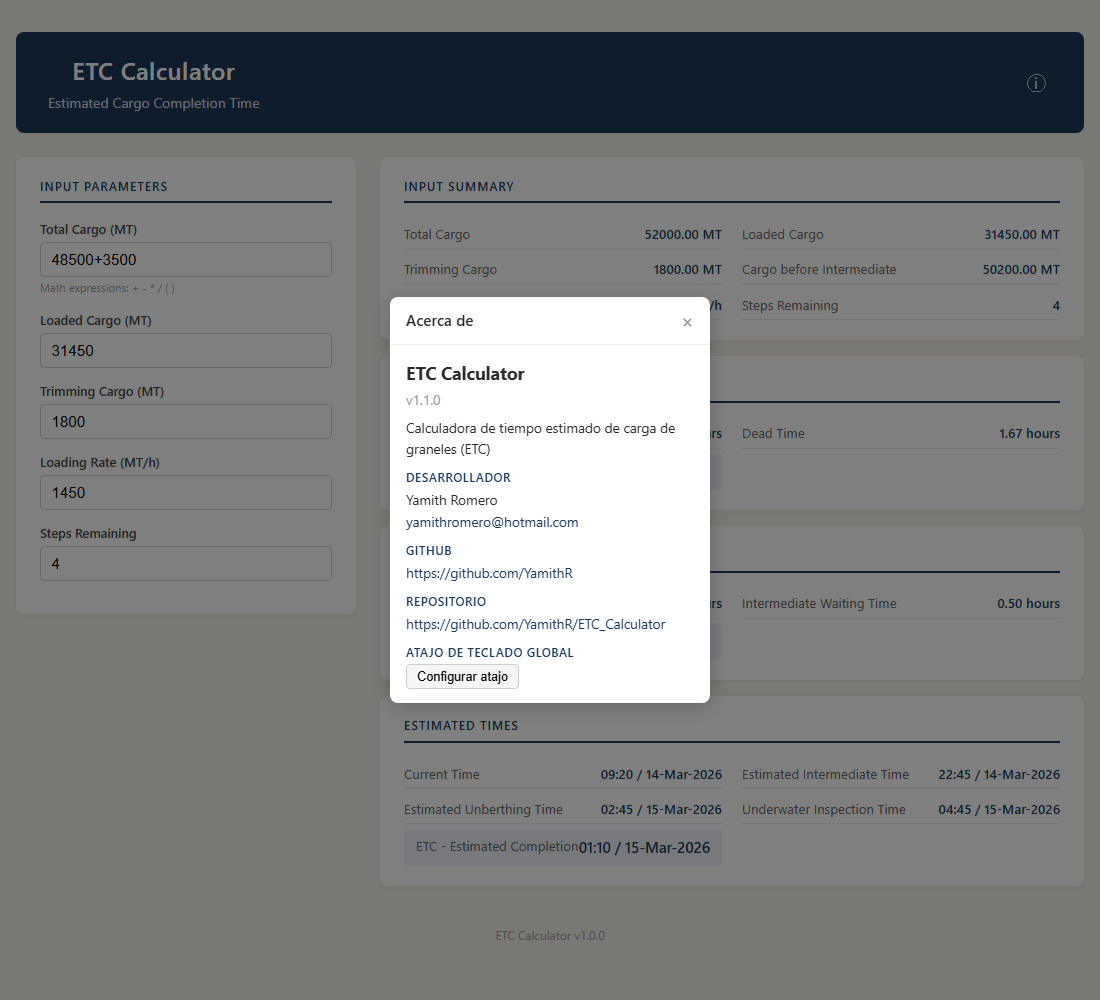 ETC Calculator
Estimated Cargo Completion Time
ⓘ
INPUT PARAMETERS
Total Cargo (MT)
48500+3500
Math expressions: + - * / ( )
Loaded Cargo (MT)
31450
Trimming Cargo (MT)
1800
Loading Rate (MT/h)
1450
Steps Remaining
4
INPUT SUMMARY
Total Cargo 52000.00 MT Loaded Cargo 31450.00 MT
Trimming Cargo 1800.00 MT Cargo before Intermediate 50200.00 MT
/h Steps Remaining 4
Dead Time 1.67 hours
Intermediate Waiting Time 0.50 hours
Acerca de ×
ETC Calculator
v1.1.0
Calculadora de tiempo estimado de carga de
graneles (ETC)
DESARROLLADOR
Yamith Romero
yamithromero@hotmail.com
GITHUB
https://github.com/YamithR
REPOSITORIO
https://github.com/YamithR/ETC_Calculator
ATAJO DE TECLADO GLOBAL
Configurar atajo
ESTIMATED TIMES
Current Time 09:20 / 14-Mar-2026 Estimated Intermediate Time 22:45 / 14-Mar-2026
Estimated Unberthing Time 02:45 / 15-Mar-2026 Underwater Inspection Time 04:45 / 15-Mar-2026
ETC - Estimated Completion 01:10 / 15-Mar-2026
ETC Calculator v1.0.0